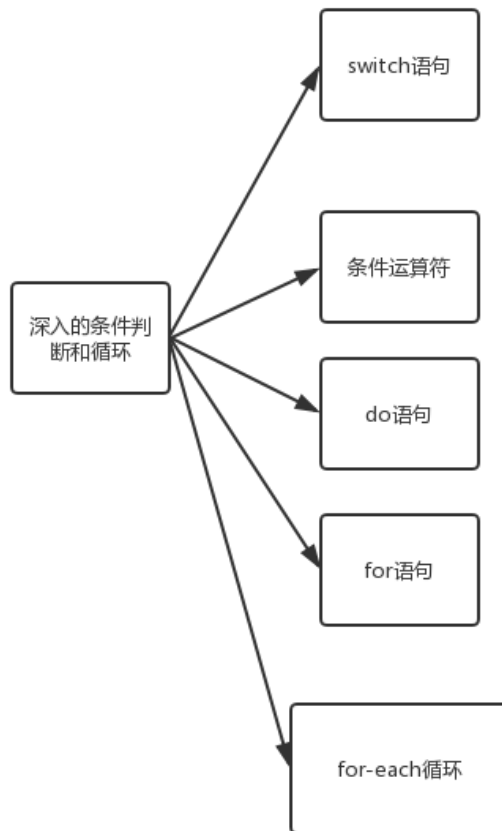 switch语句
条件运算符
深入的条件判
断和循环
do语句
for语句
for-each循环